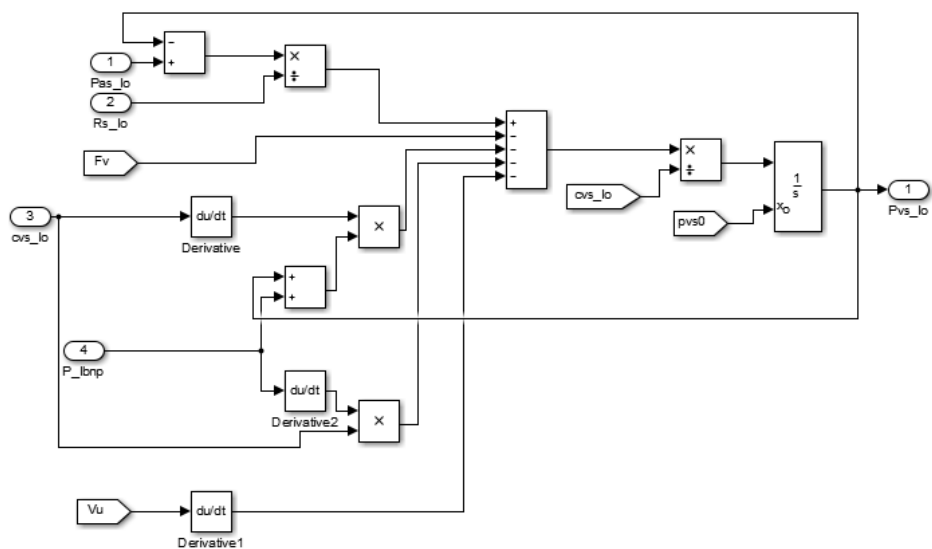 −
+
1
Pas_lo
×
÷
2
Rs_lo
+
−
−
−
−
Fv
×
÷
1
s
xo
cvs_lo
pvs0
1
Pvs_lo
3
cvs_lo
du/dt
Derivative
×
+
+
4
P_lbnp
du/dt
Derivative2
×
Vu
du/dt
Derivative1